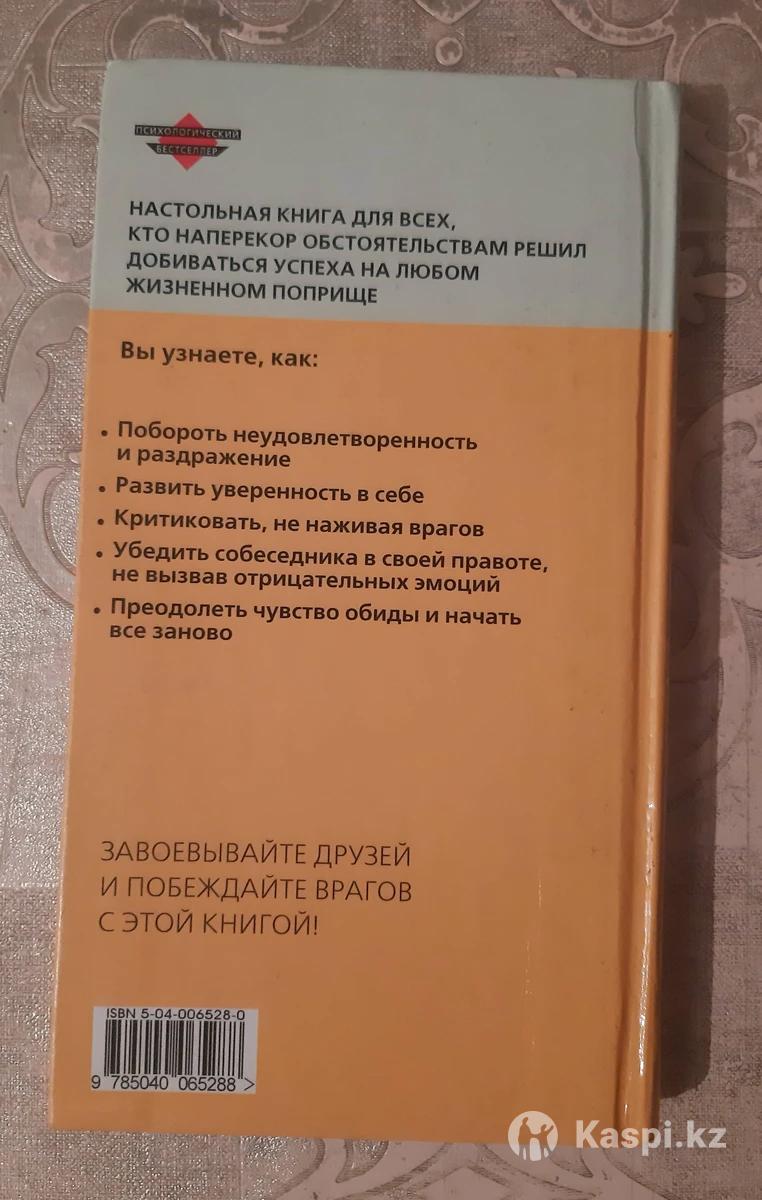 ПСИХОЛОГИЧЕСКИЙ
БЕСТСЕЛЛЕР
НАСТОЛЬНАЯ КНИГА ДЛЯ ВСЕХ,
КТО НАПЕРЕКОР ОБСТОЯТЕЛЬСТВАМ РЕШИЛ
ДОБИВАТЬСЯ УСПЕХА НА ЛЮБОМ
ЖИЗНЕННОМ ПОПРИЩЕ
Вы узнаете, как:
• Побороть неудовлетворенность
и раздражение
• Развить уверенность в себе
• Критиковать, не наживая врагов
• Убедить собеседника в своей правоте,
не вызвав отрицательных эмоций
• Преодолеть чувство обиды и начать
все заново
ЗАВОЕВЫВАЙТЕ ДРУЗЕЙ
И ПОБЕЖДАЙТЕ ВРАГОВ
С ЭТОЙ КНИГОЙ!
ISBN 5-04-006528-0
9 785040 065288 >
Kaspi.kz